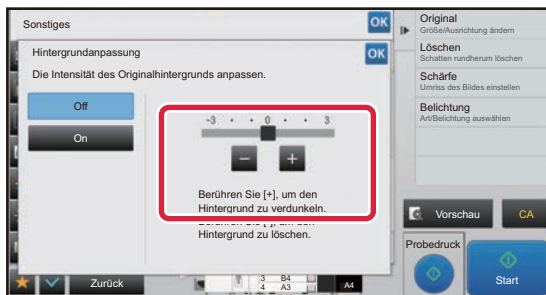 Sonstiges
OK
Hintergrundanpassung
OK
Die Intensität des Originalhintergrunds anpassen.
Off
On
-3 0 3
Berühren Sie [+], um den
Hintergrund zu verdunkeln.
Hintergrund zu löschen.
Zurück
3 B4
4 A3
A4
Original
Größe/Ausrichtung ändern
Löschen
Schatten rundherum löschen
Schärfe
Umriss des Bildes einstellen
Belichtung
Art/Belichtung auswählen
Vorschau
CA
Probedruck
Start